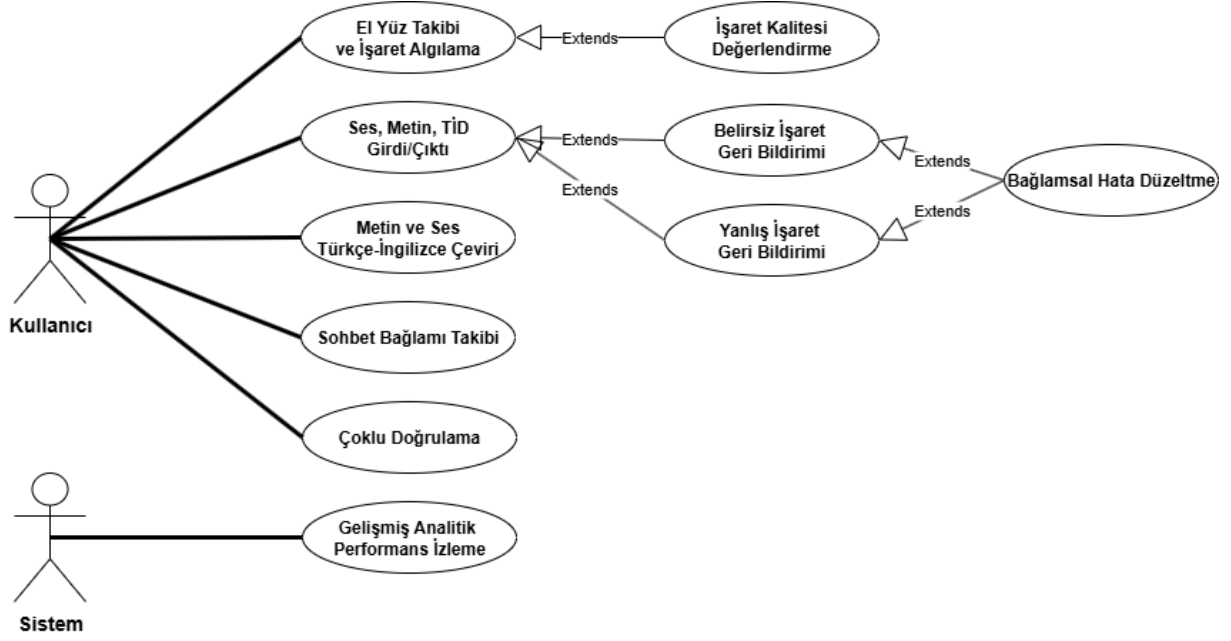 El Yüz Takibi
ve İşaret Algılama
Extends
İşaret Kalitesi
Değerlendirme
Ses, Metin, TİD
Girdi/Çıktı
Extends
Belirsiz İşaret
Geri Bildirimi
Extends
Bağlamsal Hata Düzeltme
Extends
Extends
Yanlış İşaret
Geri Bildirimi
Metin ve Ses
Türkçe-İngilizce Çeviri
Kullanıcı
Sohbet Bağlamı Takibi
Çoklu Doğrulama
Gelişmiş Analitik
Performans İzleme
Sistem